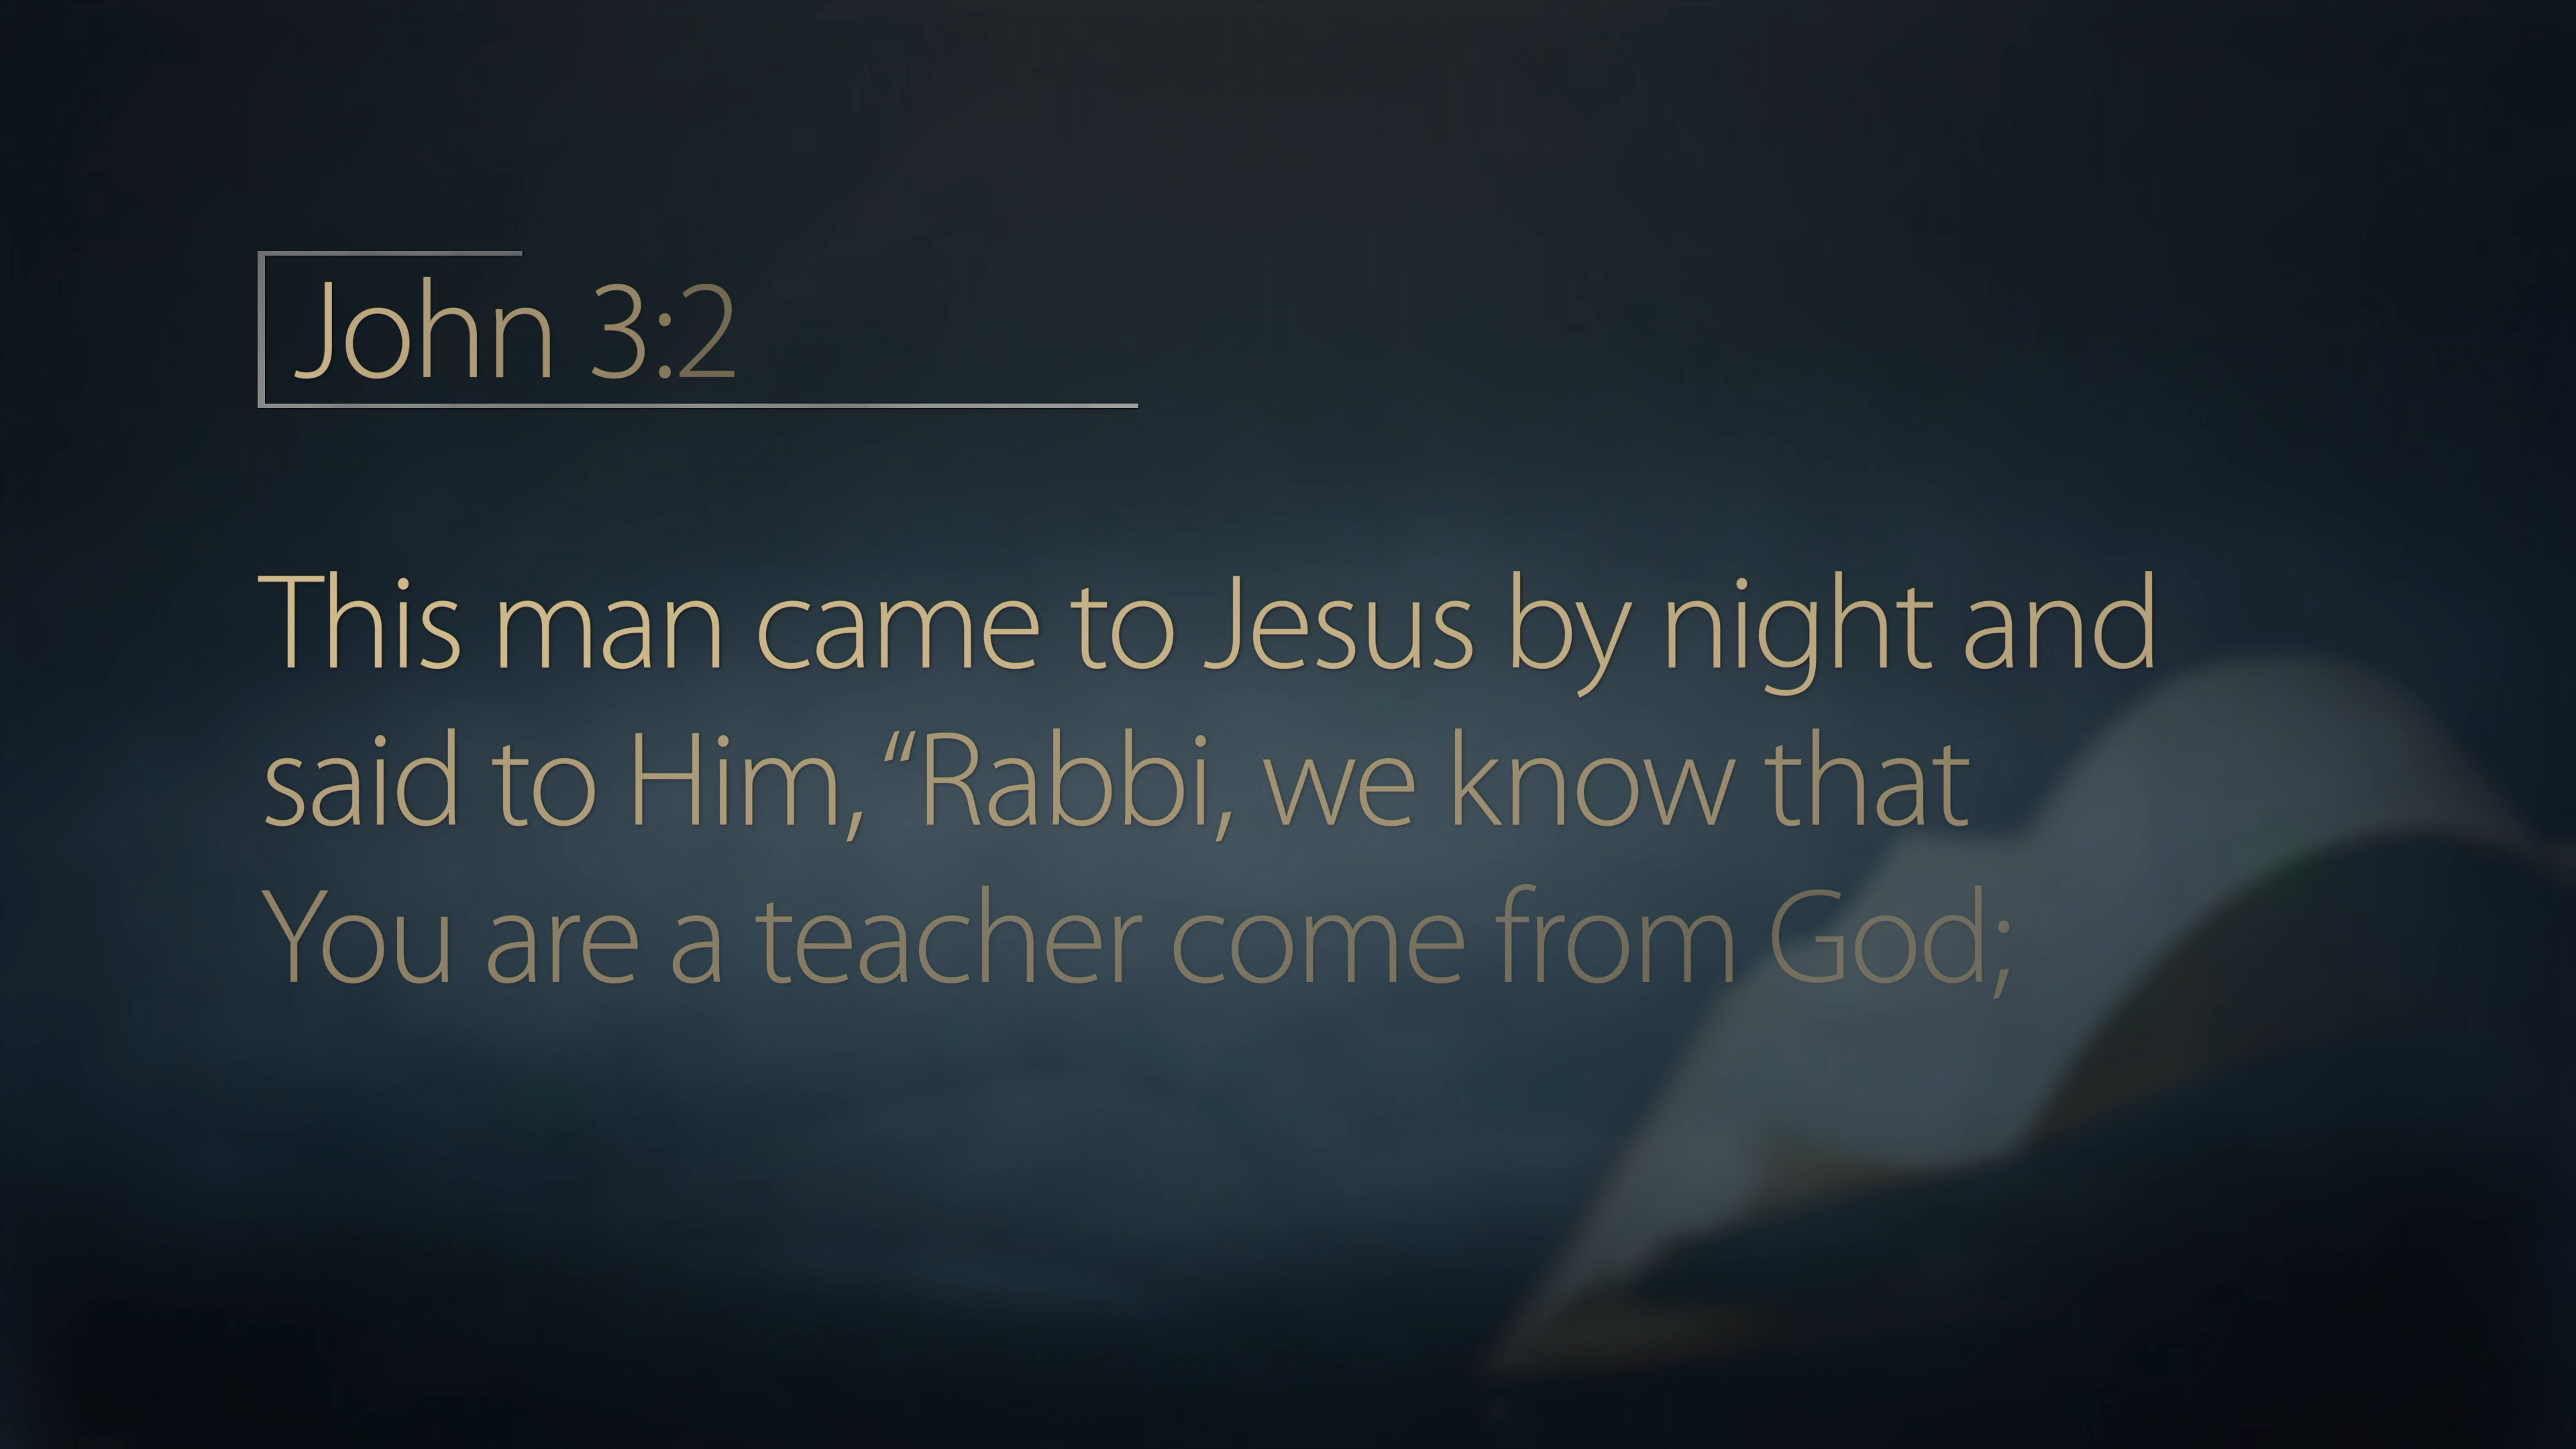 John 3:2
This man came to Jesus by night and
said to Him, “Rabbi, we know that
You are a teacher come from God;